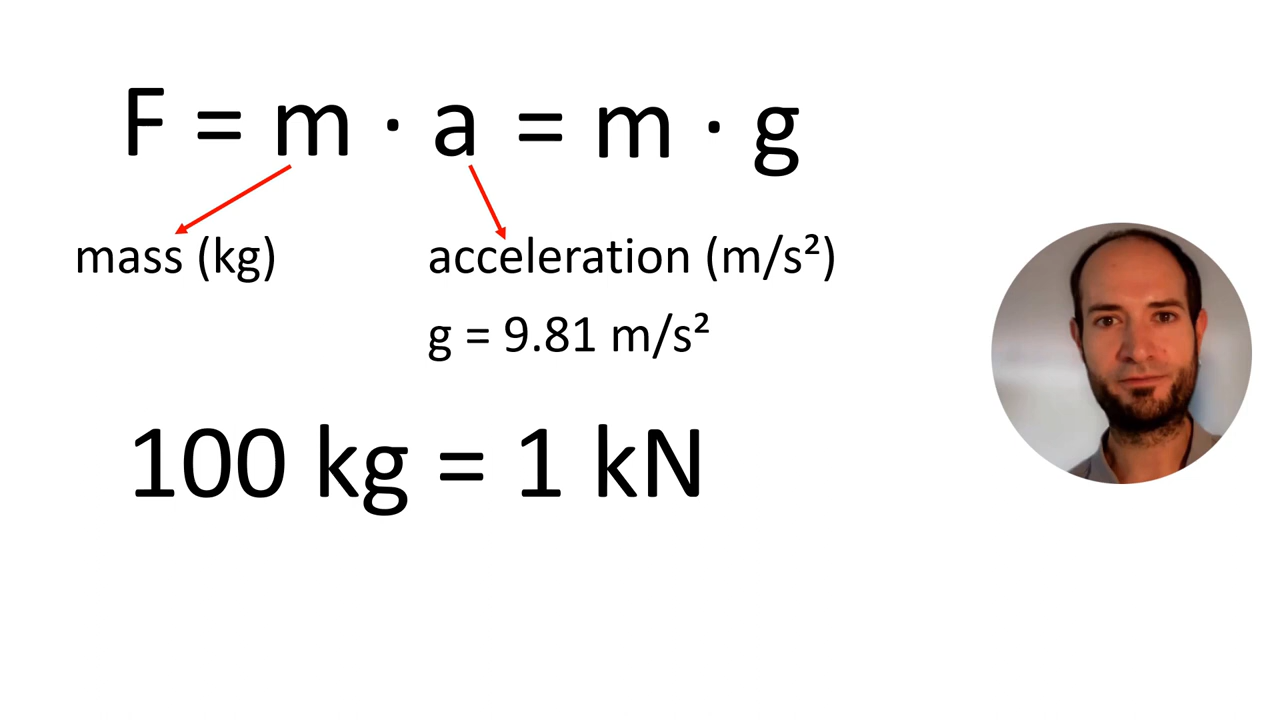 F = m · a = m · g
mass (kg)
acceleration (m/s²)
g = 9.81 m/s²
100 kg = 1 kN